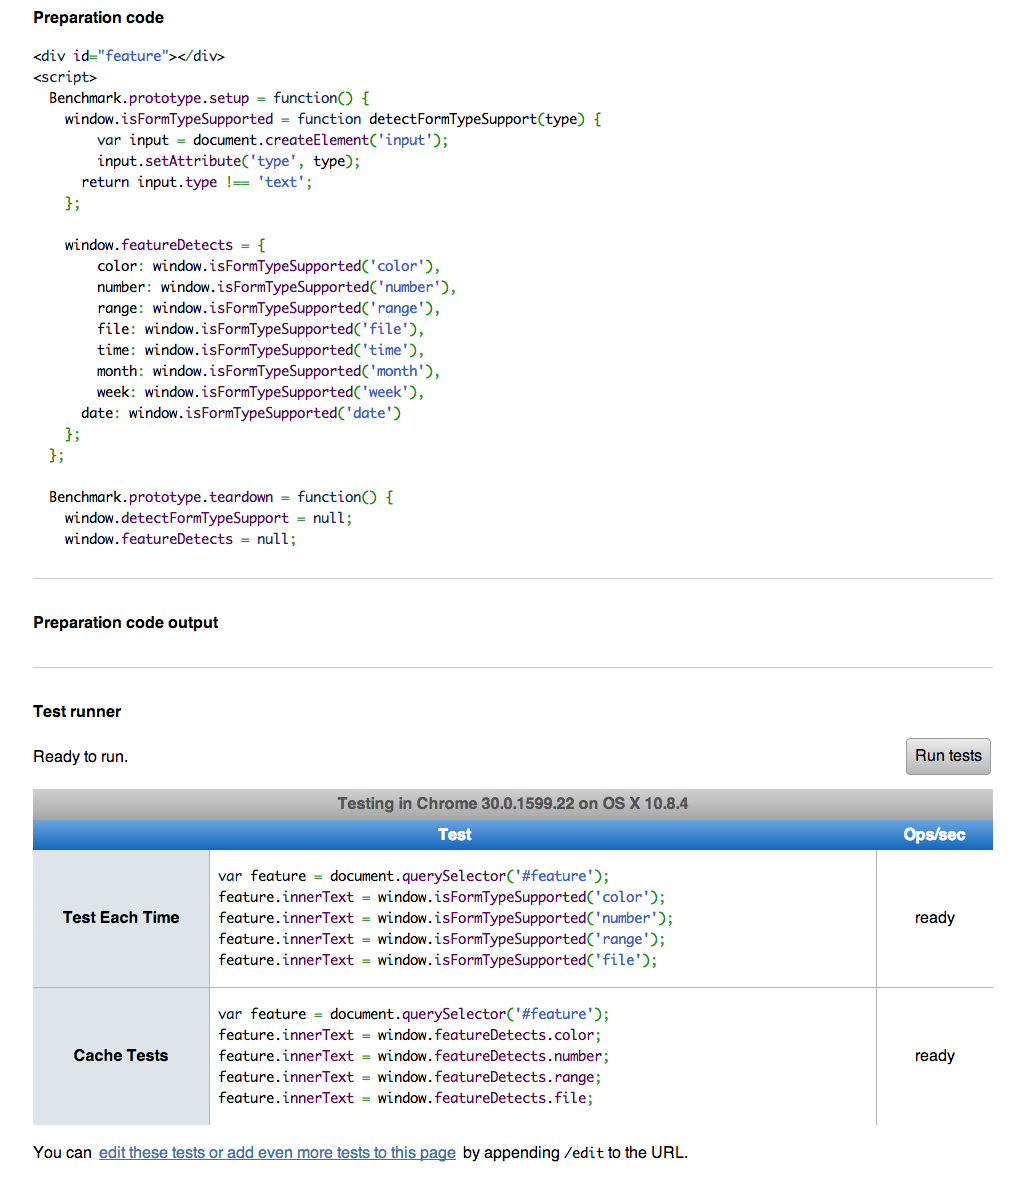 Preparation code
<div id="feature"></div>
<script>
  Benchmark.prototype.setup = function() {
    window.isFormTypeSupported = function detectFormTypeSupport(type) {
        var input = document.createElement('input');
        input.setAttribute('type', type);
      return input.type !== 'text';
    };

    window.featureDetects = {
        color: window.isFormTypeSupported('color'),
        number: window.isFormTypeSupported('number'),
        range: window.isFormTypeSupported('range'),
        file: window.isFormTypeSupported('file'),
        time: window.isFormTypeSupported('time'),
        month: window.isFormTypeSupported('month'),
        week: window.isFormTypeSupported('week'),
      date: window.isFormTypeSupported('date')
    };
  };

  Benchmark.prototype.teardown = function() {
    window.detectFormTypeSupport = null;
    window.featureDetects = null;
Preparation code output
Test runner
Ready to run.
Run tests
Testing in Chrome 30.0.1599.22 on OS X 10.8.4
Test Ops/sec
Test Each Time
var feature = document.querySelector('#feature');
feature.innerText = window.isFormTypeSupported('color');
feature.innerText = window.isFormTypeSupported('number');
feature.innerText = window.isFormTypeSupported('range');
feature.innerText = window.isFormTypeSupported('file');
ready
Cache Tests
var feature = document.querySelector('#feature');
feature.innerText = window.featureDetects.color;
feature.innerText = window.featureDetects.number;
feature.innerText = window.featureDetects.range;
feature.innerText = window.featureDetects.file;
ready
You can edit these tests or add even more tests to this page by appending /edit to the URL.